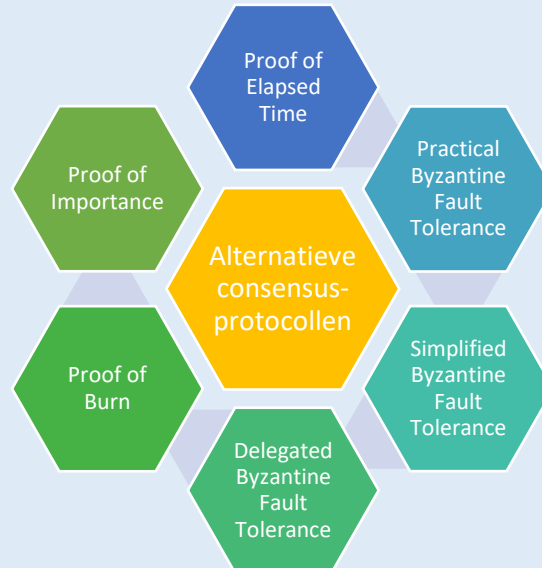 Proof of
Elapsed
Time
Practical
Byzantine
Fault
Tolerance
Simplified
Byzantine
Fault
Tolerance
Delegated
Byzantine
Fault
Tolerance
Proof of
Burn
Proof of
Importance
Alternatieve
consensus-
protocollen